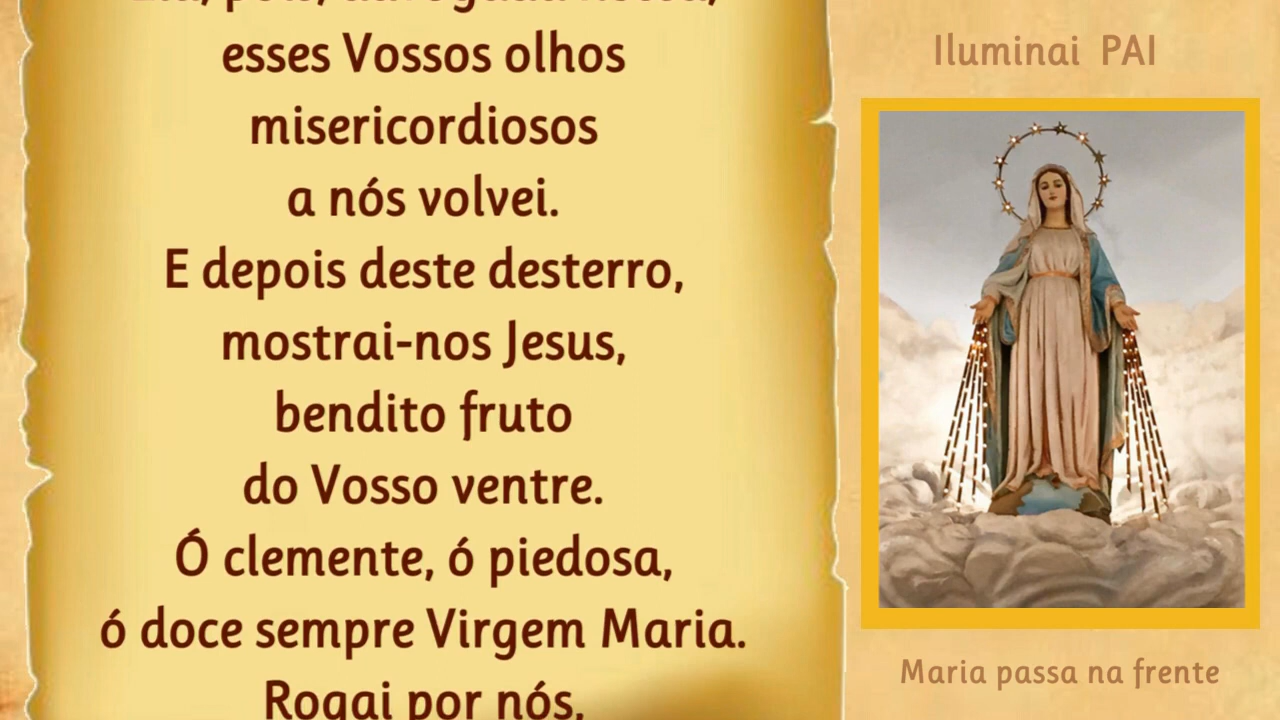 esses Vossos olhos
misericordiosos
a nós volvei.
E depois deste desterro,
mostrai-nos Jesus,
bendito fruto
do Vosso ventre.
Ó clemente, ó piedosa,
ó doce sempre Virgem Maria.
Rogai por nós,
Iluminai PAI
Maria passa na frente